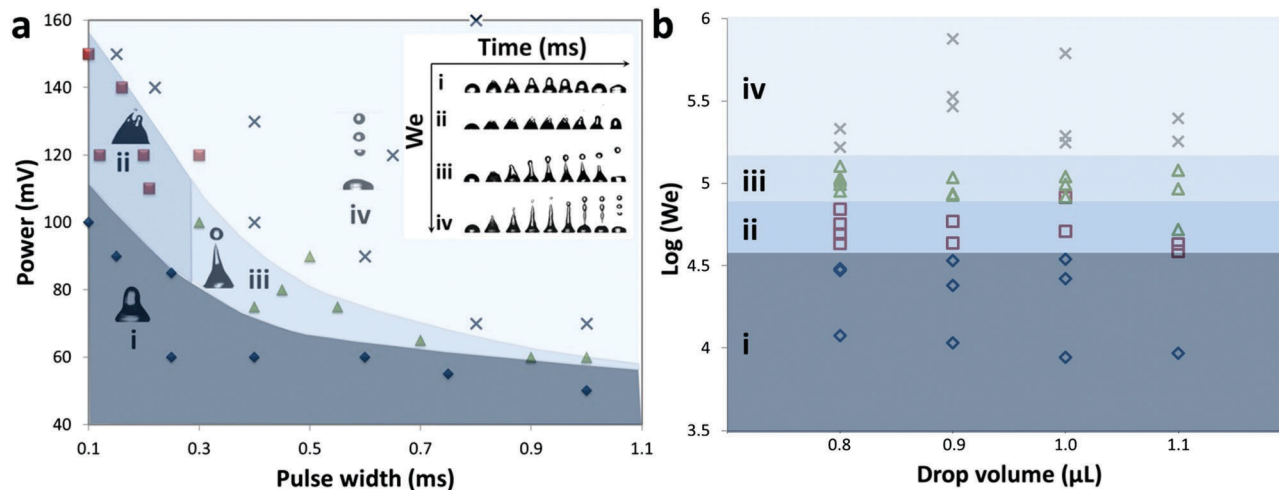 a
160
140
120
100
80
60
40
Power (mV)
0.1 0.3 0.5 0.7 0.9 1.1
Pulse width (ms)
i
ii
iii
iv
Time (ms)
We
i
ii
iii
iv
b
6
5.5
5
4.5
4
3.5
Log (We)
iv
iii
ii
i
0.8 0.9 1.0 1.1
Drop volume (µL)